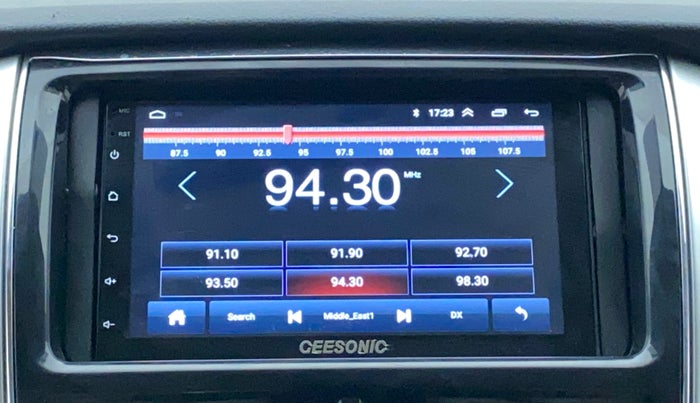 MIC
17:23
RST
87.5 90 92.5 95 97.5 100 102.5 105 107.5
94.30 MHz
91.10 91.90 92.70
93.50 94.30 98.30
Search Middle_East1 DX
CEESONIC